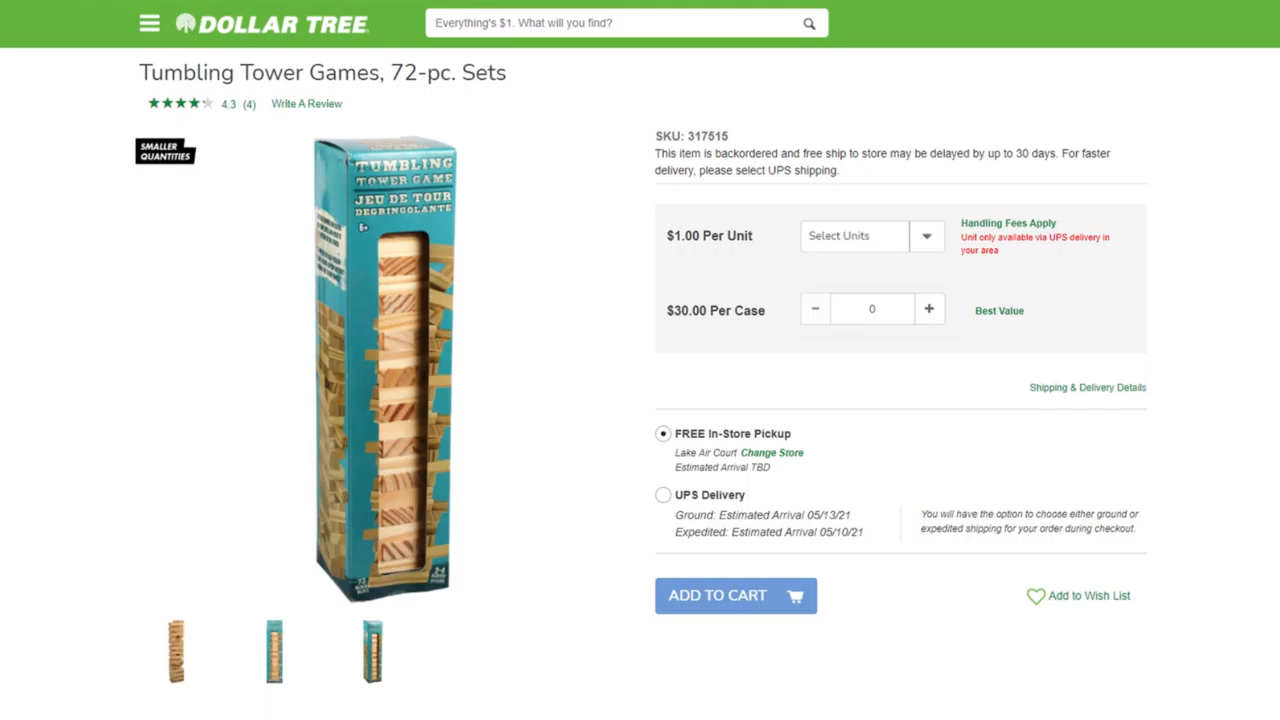 DOLLAR TREE
Everything's $1. What will you find?
Tumbling Tower Games, 72-pc. Sets
4.3 (4) Write A Review
SMALLER
QUANTITIES
TUMBLING
TOWER GAME
JEU DE TOUR
DEGRINGOLANTE
6+
72
2-4
SKU: 317515
This item is backordered and free ship to store may be delayed by up to 30 days. For faster
delivery, please select UPS shipping.
$1.00 Per Unit
Select Units
Handling Fees Apply
Unit only available via UPS delivery in
your area
$30.00 Per Case
− 0 +
Best Value
Shipping & Delivery Details
FREE In-Store Pickup
Lake Air Court Change Store
Estimated Arrival TBD
UPS Delivery
Ground: Estimated Arrival 05/13/21
Expedited: Estimated Arrival 05/10/21
You will have the option to choose either ground or
expedited shipping for your order during checkout.
ADD TO CART
Add to Wish List